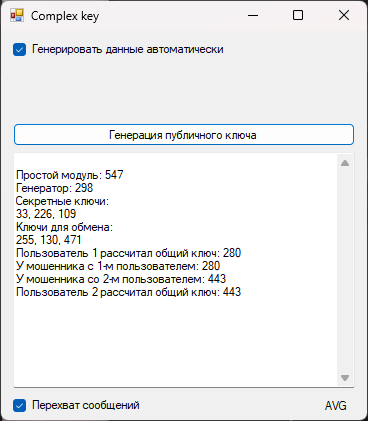 Complex key
Генерировать данные автоматически
Генерация публичного ключа
Простой модуль: 547
Генератор: 298
Секретные ключи:
33, 226, 109
Ключи для обмена:
255, 130, 471
Пользователь 1 рассчитал общий ключ: 280
У мошенника с 1-м пользователем: 280
У мошенника со 2-м пользователем: 443
Пользователь 2 рассчитал общий ключ: 443
Перехват сообщений
AVG